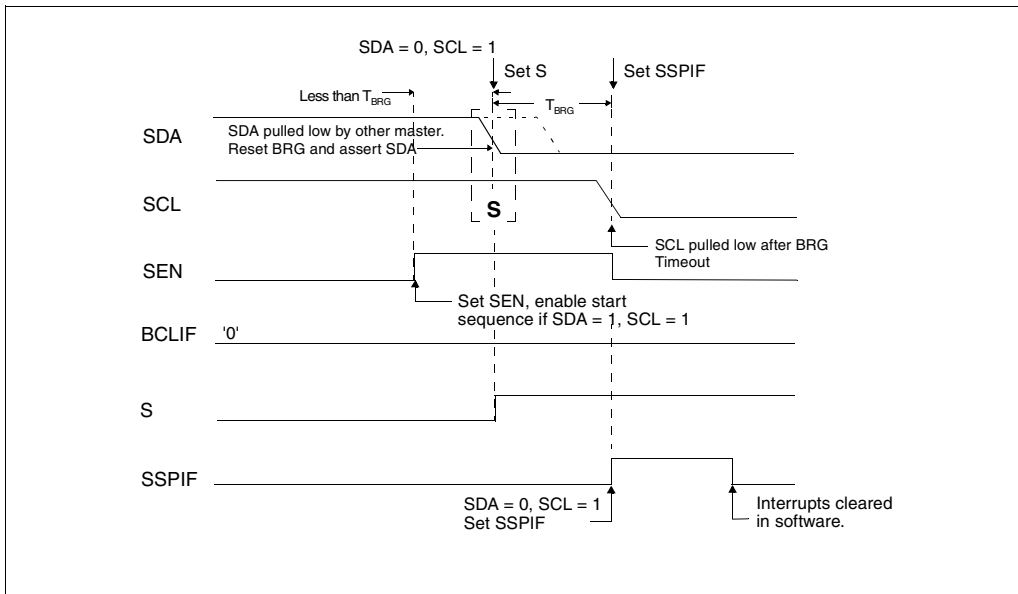 SDA = 0, SCL = 1
Set S
Set SSPIF
Less than TBRG
TBRG
SDA
SDA pulled low by other master.
Reset BRG and assert SDA
SCL
S
SCL pulled low after BRG
Timeout
SEN
Set SEN, enable start
sequence if SDA = 1, SCL = 1
BCLIF
'0'
S
SSPIF
SDA = 0, SCL = 1
Set SSPIF
Interrupts cleared
in software.